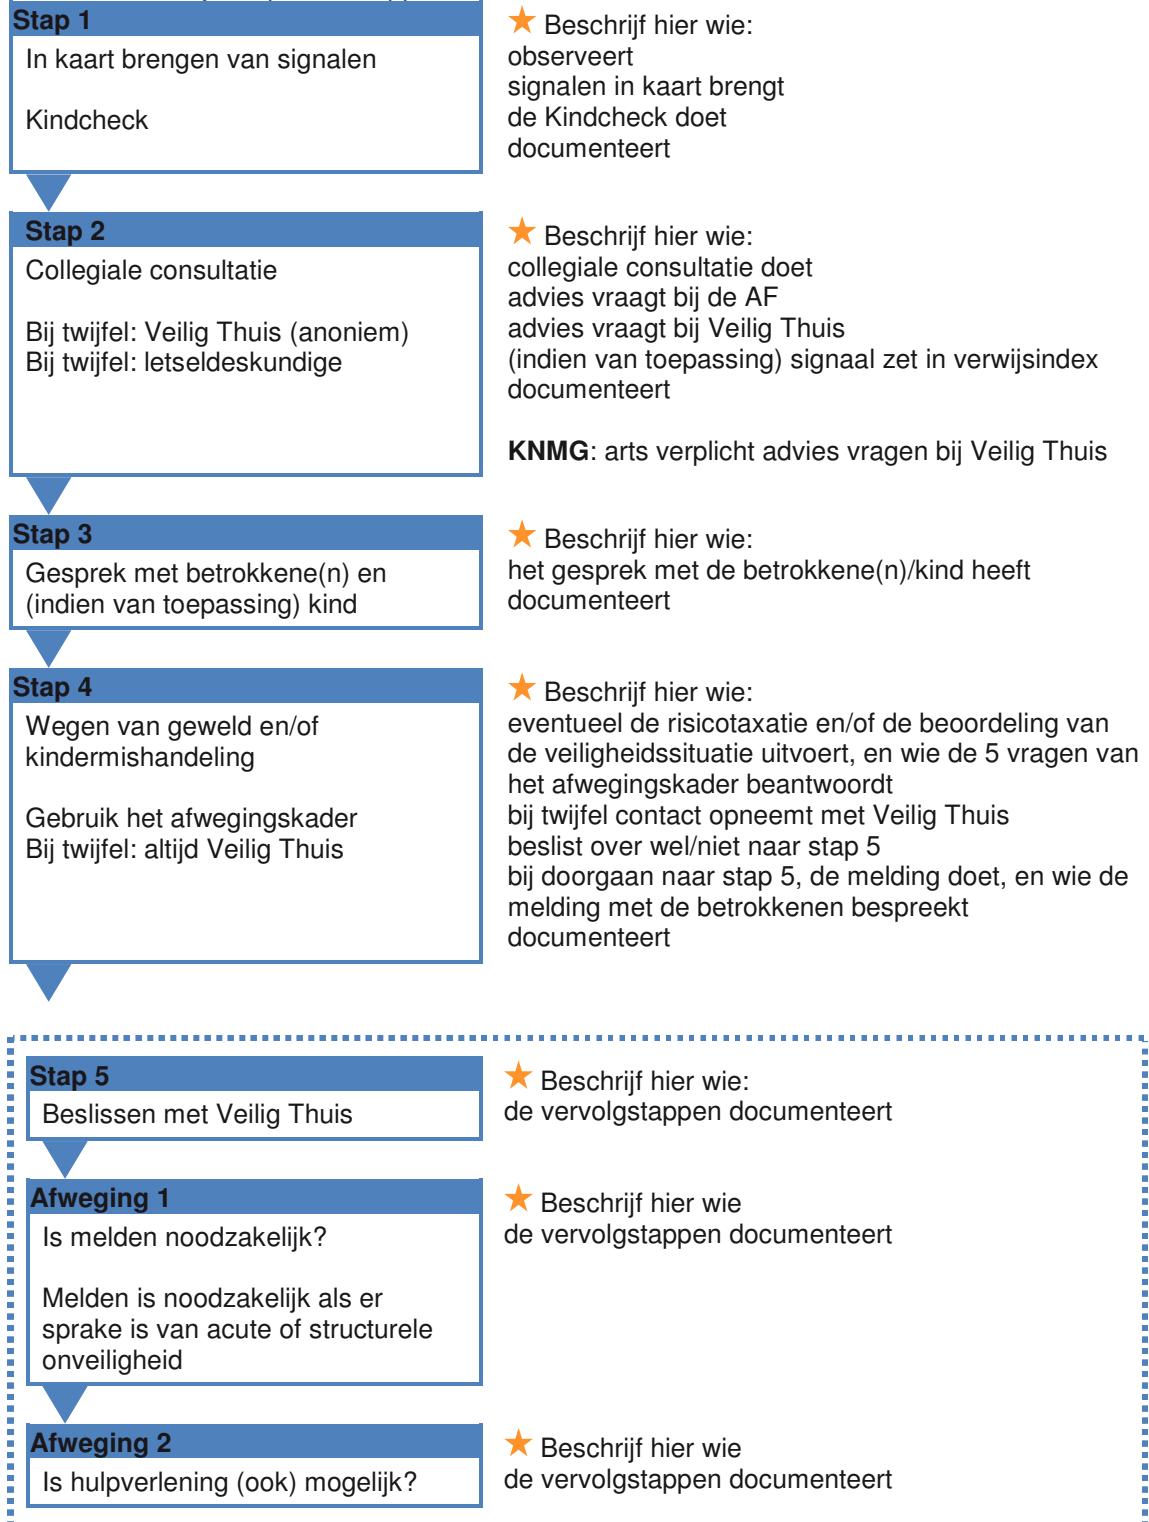 Stap 1
In kaart brengen van signalen
Kindcheck
Beschrijf hier wie:
observeert
signalen in kaart brengt
de Kindcheck doet
documenteert
Stap 2
Collegiale consultatie
Bij twijfel: Veilig Thuis (anoniem)
Bij twijfel: letseldeskundige
Beschrijf hier wie:
collegiale consultatie doet
advies vraagt bij de AF
advies vraagt bij Veilig Thuis
(indien van toepassing) signaal zet in verwijsindex
documenteert
KNMG: arts verplicht advies vragen bij Veilig Thuis
Stap 3
Gesprek met betrokkene(n) en
(indien van toepassing) kind
Beschrijf hier wie:
het gesprek met de betrokkene(n)/kind heeft
documenteert
Stap 4
Wegen van geweld en/of
kindermishandeling
Gebruik het afwegingskader
Bij twijfel: altijd Veilig Thuis
Beschrijf hier wie:
eventueel de risicotaxatie en/of de beoordeling van
de veiligheidssituatie uitvoert, en wie de 5 vragen van
het afwegingskader beantwoordt
bij twijfel contact opneemt met Veilig Thuis
beslist over wel/niet naar stap 5
bij doorgaan naar stap 5, de melding doet, en wie de
melding met de betrokkenen bespreekt
documenteert
Stap 5
Beslissen met Veilig Thuis
Beschrijf hier wie:
de vervolgstappen documenteert
Afweging 1
Is melden noodzakelijk?
Melden is noodzakelijk als er
sprake is van acute of structurele
onveiligheid
Beschrijf hier wie
de vervolgstappen documenteert
Afweging 2
Is hulpverlening (ook) mogelijk?
Beschrijf hier wie
de vervolgstappen documenteert